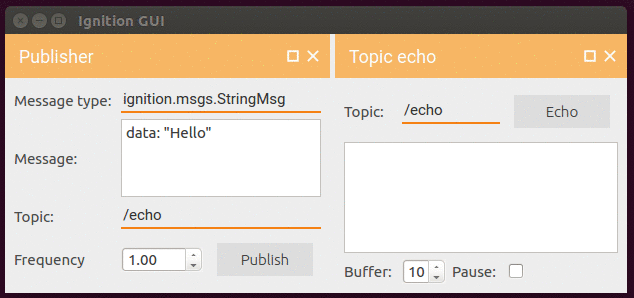 Ignition GUI
Publisher
Message type: ignition.msgs.StringMsg
Message: data: "Hello"
Topic: /echo
Frequency 1.00 Publish
Topic echo
Topic: /echo Echo
Buffer: 10 Pause: